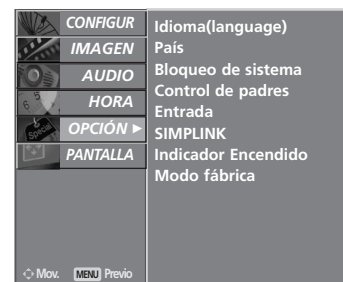 CONFIGUR
IMAGEN
AUDIO
HORA
Special
OPCIÓN ►
PANTALLA
Idioma(language)
País
Bloqueo de sistema
Control de padres
Entrada
SIMPLINK
Indicador Encendido
Modo fábrica
Mov. MENU Previo